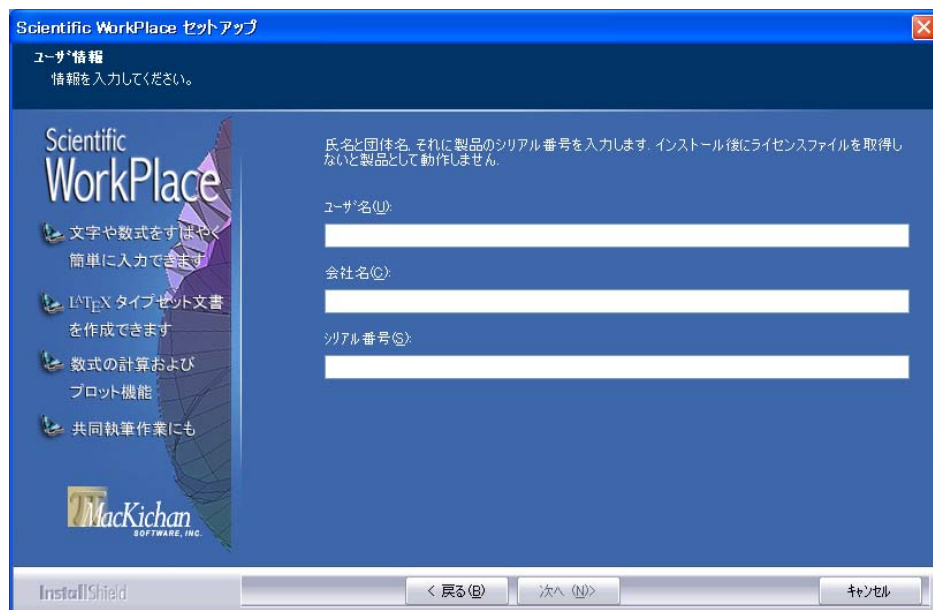 Scientific WorkPlace セットアップ
ユーザ情報
情報を入力してください。
Scientific
WorkPlace
文字や数式をすばやく
簡単に入力できます
LATEX タイプセット文書
を作成できます
数式の計算および
プロット機能
共同執筆作業にも
MacKichan
SOFTWARE, INC.
氏名と団体名, それに製品のシリアル番号を入力します. インストール後にライセンスファイルを取得し
ないと製品として動作しません.
ユーザ名(U):
会社名(C):
シリアル番号(S):
InstallShield
< 戻る(B)
次へ (N)>
キャンセル